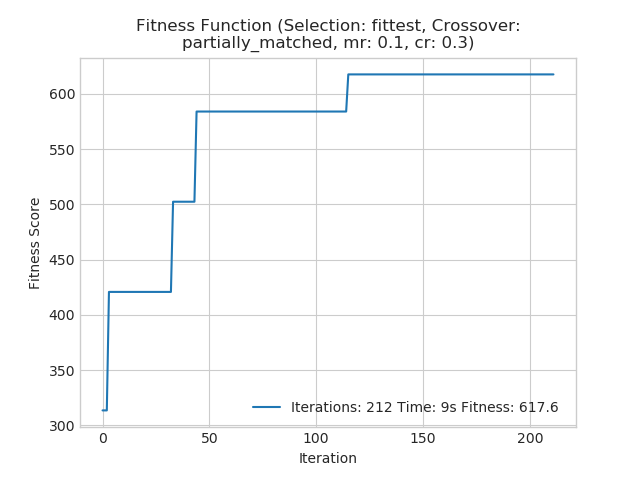 Fitness Function (Selection: fittest, Crossover:
partially_matched, mr: 0.1, cr: 0.3)
Fitness Score
600
550
500
450
400
350
300
Iterations: 212 Time: 9s Fitness: 617.6
0
50
100
150
200
Iteration